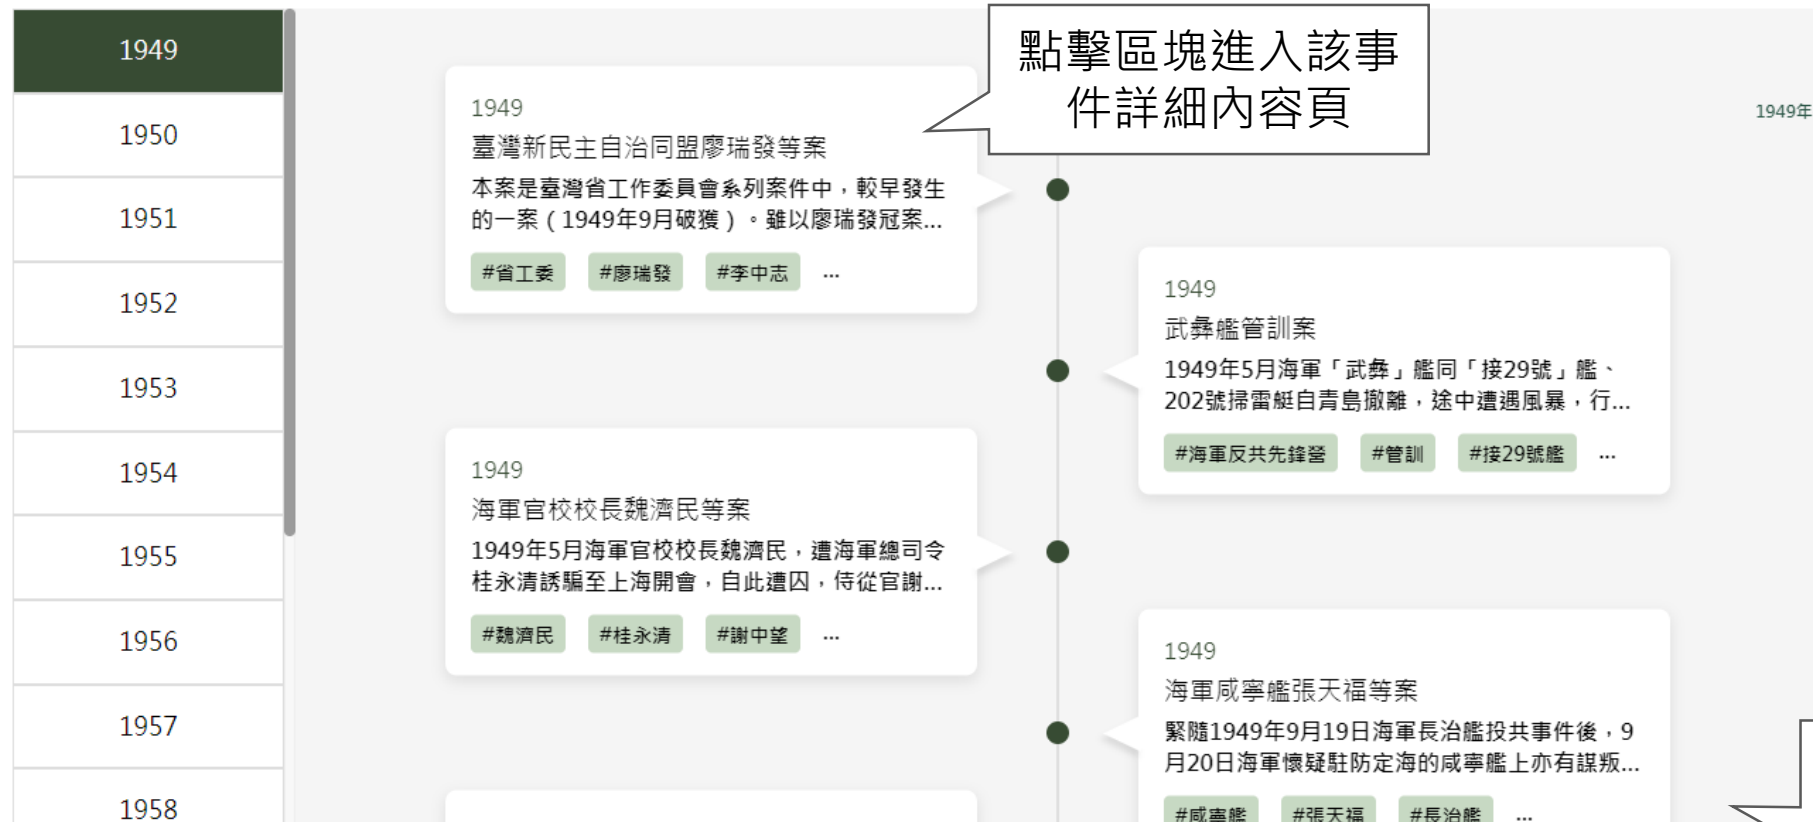 1949
1950
1951
1952
1953
1954
1955
1956
1957
1958
點擊區塊進入該事
件詳細內容頁
1949年
1949
臺灣新民主自治同盟廖瑞發等案
本案是臺灣省工作委員會系列案件中，較早發生
的一案（1949年9月破獲）。雖以廖瑞發冠案...
#省工委 #廖瑞發 #李中志 ...
1949
武彝艦管訓案
1949年5月海軍「武彝」艦同「接29號」艦、
202號掃雷艇自青島撤離，途中遭遇風暴，行...
#海軍反共先鋒營 #管訓 #接29號艦 ...
1949
海軍官校校長魏濟民等案
1949年5月海軍官校校長魏濟民，遭海軍總司令
桂永清誘騙至上海開會，自此遭囚，侍從官謝...
#魏濟民 #桂永清 #謝中望 ...
1949
海軍咸寧艦張天福等案
緊隨1949年9月19日海軍長治艦投共事件後，9
月20日海軍懷疑駐防定海的咸寧艦上亦有謀叛...
#咸寧艦 #張天福 #長治艦 ...